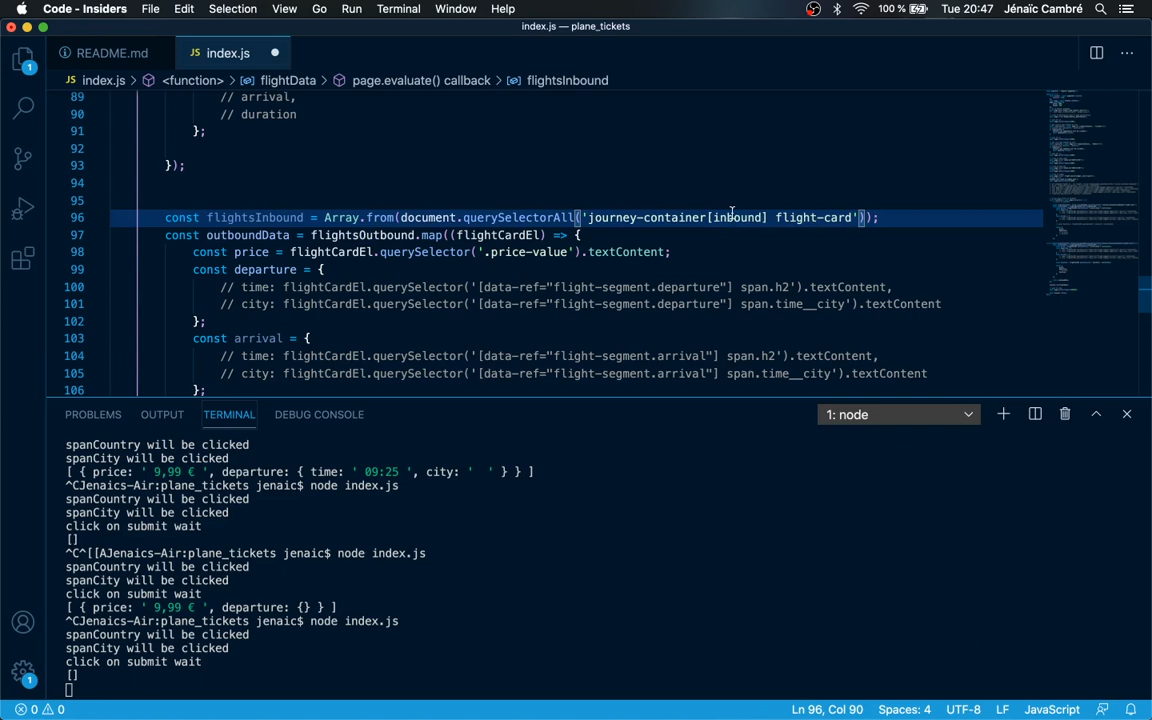 Code - Insiders File Edit Selection View Go Run Terminal Window Help 100 % Tue 20:47 Jénaïc Cambré
index.js — plane_tickets
README.md JS index.js
JS index.js > <function> > flightData > page.evaluate() callback > flightsInbound
89 // arrival,
90 // duration
91 };
92
93 });
94
95
96 const flightsInbound = Array.from(document.querySelectorAll('journey-container[inbound] flight-card'));
97 const outboundData = flightsOutbound.map((flightCardEl) => {
98 const price = flightCardEl.querySelector('.price-value').textContent;
99 const departure = {
100 // time: flightCardEl.querySelector('[data-ref="flight-segment.departure"] span.h2').textContent,
101 // city: flightCardEl.querySelector('[data-ref="flight-segment.departure"] span.time__city').textContent
102 };
103 const arrival = {
104 // time: flightCardEl.querySelector('[data-ref="flight-segment.arrival"] span.h2').textContent,
105 // city: flightCardEl.querySelector('[data-ref="flight-segment.arrival"] span.time__city').textContent
106 };
PROBLEMS OUTPUT TERMINAL DEBUG CONSOLE 1: node
spanCountry will be clicked
spanCity will be clicked
[ { price: ' 9,99 € ', departure: { time: ' 09:25 ', city: '  ' } } ]
^CJenaics-Air:plane_tickets jenaic$ node index.js
spanCountry will be clicked
spanCity will be clicked
click on submit wait
[]
^C^[[AJenaics-Air:plane_tickets jenaic$ node index.js
spanCountry will be clicked
spanCity will be clicked
click on submit wait
[ { price: ' 9,99 € ', departure: {} } ]
^CJenaics-Air:plane_tickets jenaic$ node index.js
spanCountry will be clicked
spanCity will be clicked
click on submit wait
[]
0 0 Ln 96, Col 90 Spaces: 4 UTF-8 LF JavaScript